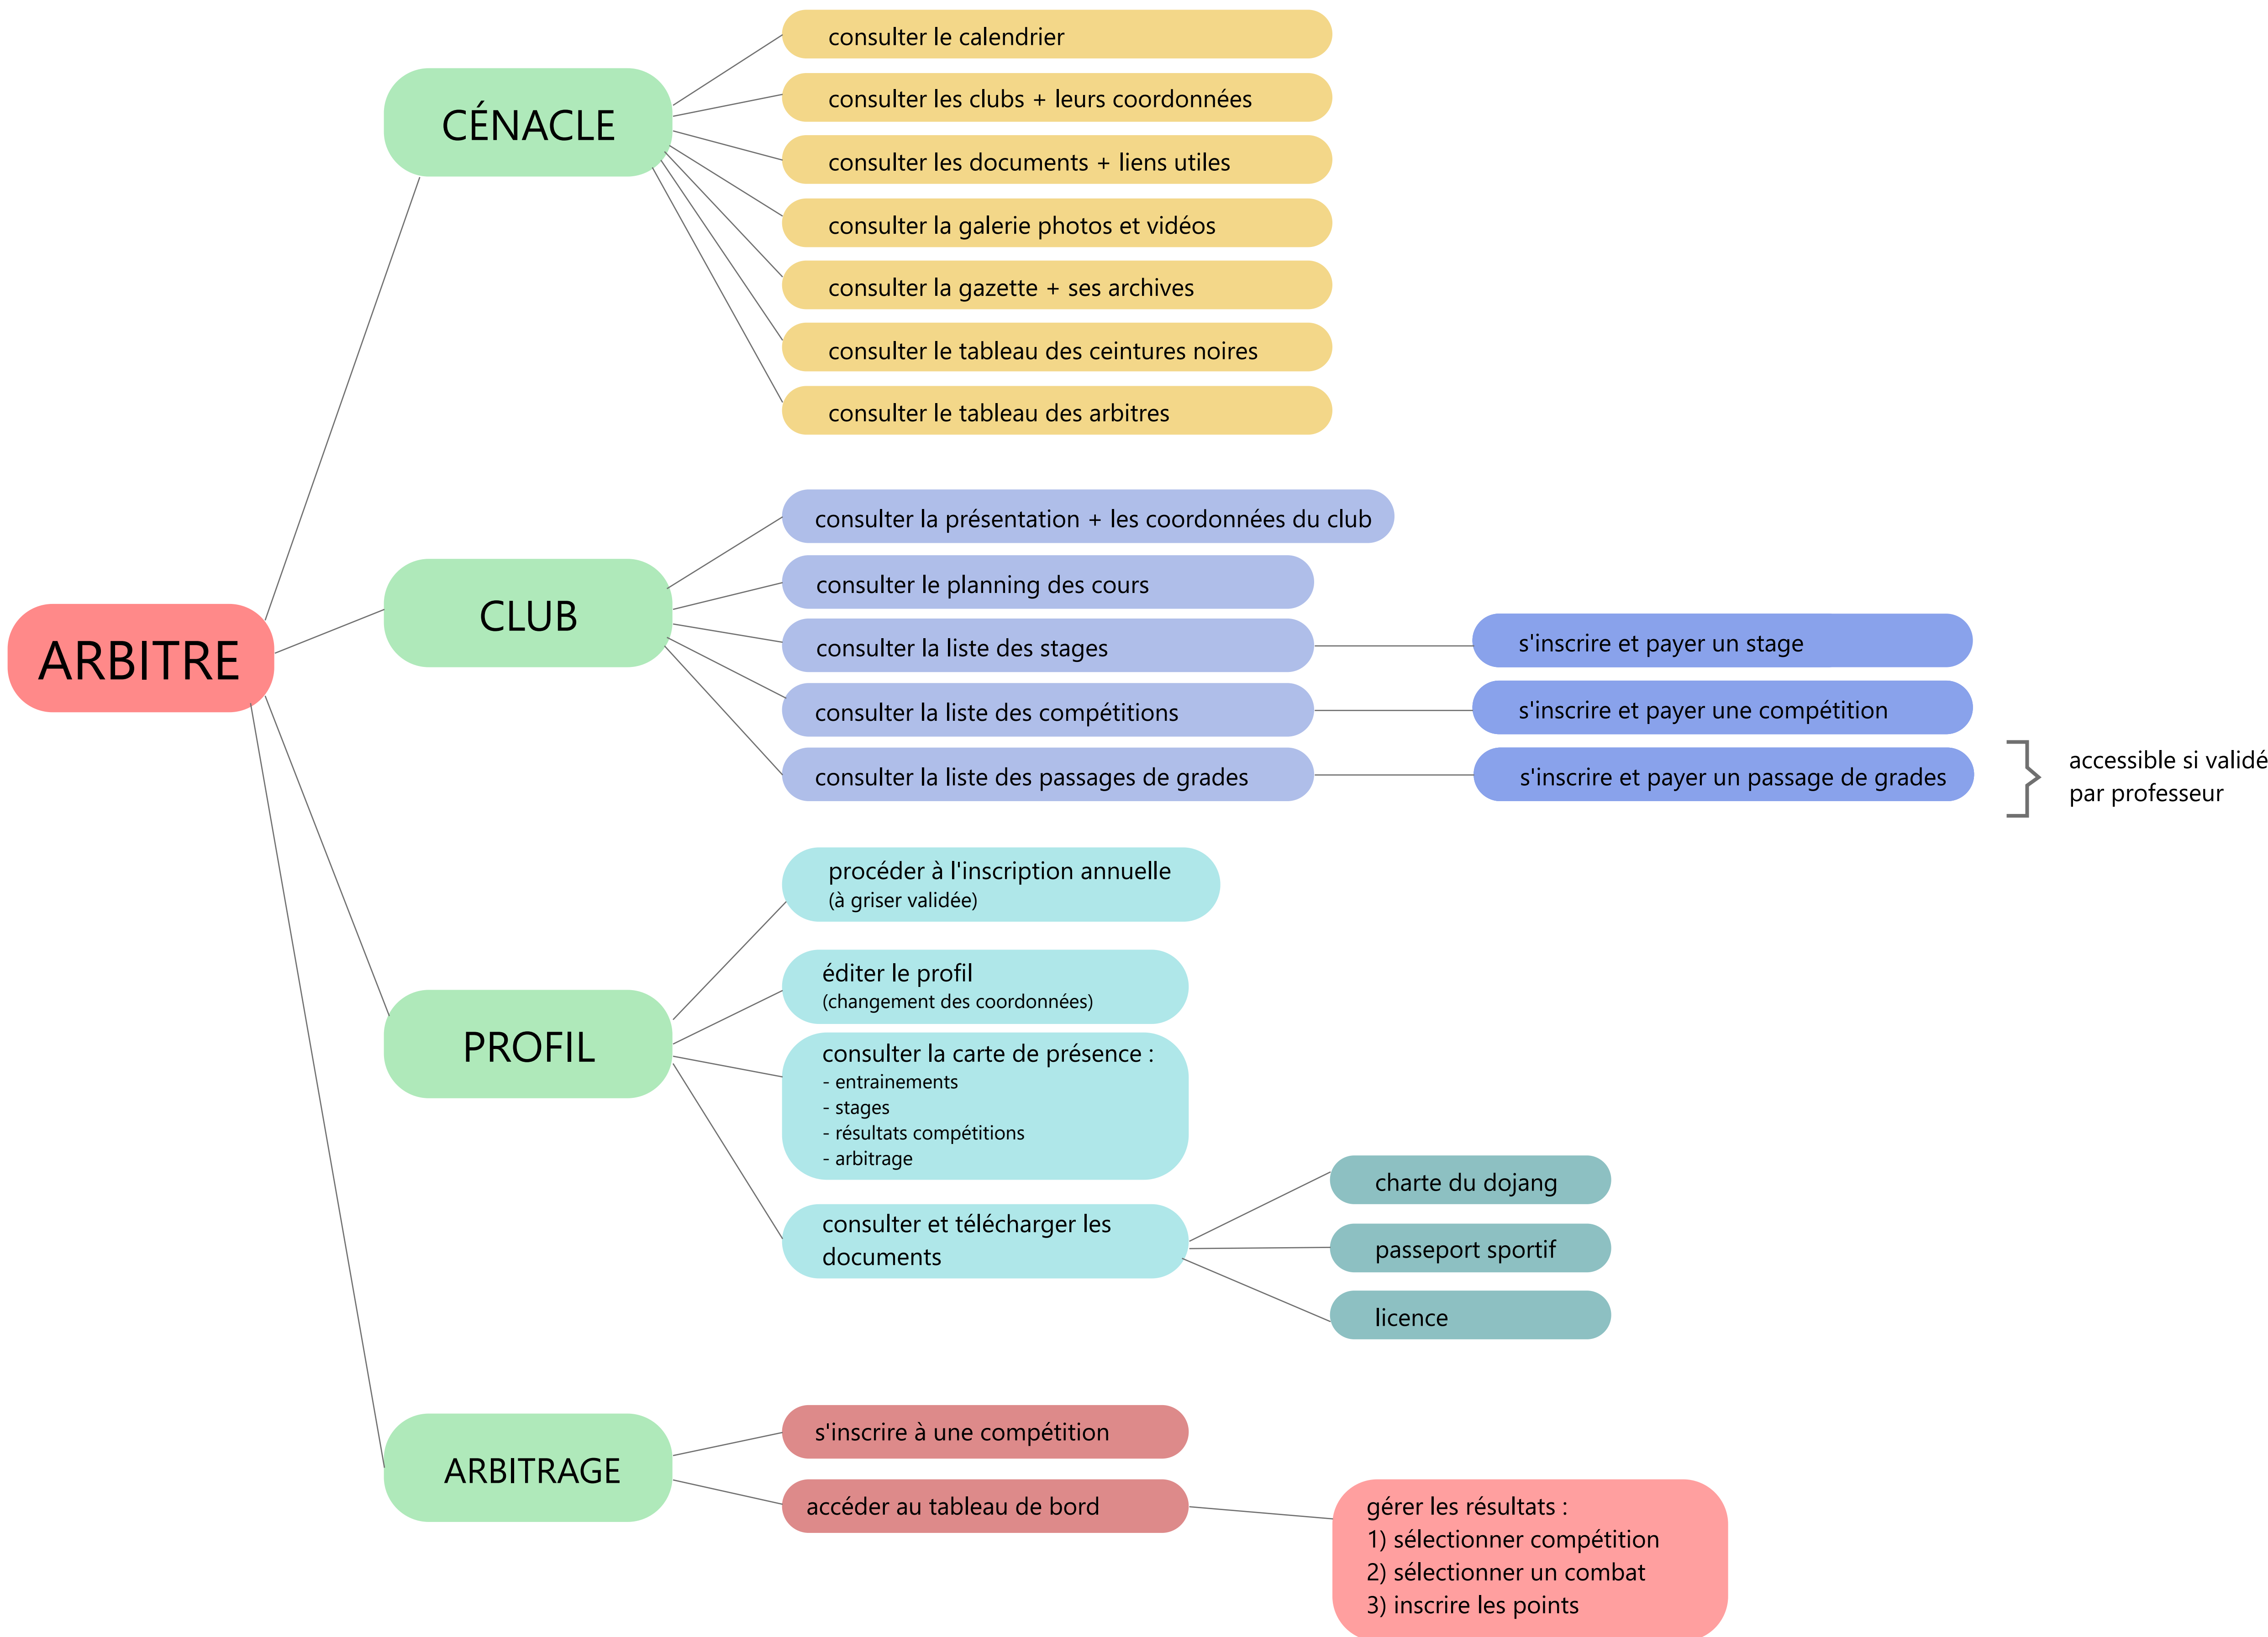 ARBITRE
CÉNACLE
consulter le calendrier
consulter les clubs + leurs coordonnées
consulter les documents + liens utiles
consulter la galerie photos et vidéos
consulter la gazette + ses archives
consulter le tableau des ceintures noires
consulter le tableau des arbitres
CLUB
consulter la présentation + les coordonnées du club
consulter le planning des cours
consulter la liste des stages
s'inscrire et payer un stage
consulter la liste des compétitions
s'inscrire et payer une compétition
consulter la liste des passages de grades
s'inscrire et payer un passage de grades
accessible si validé
par professeur
PROFIL
procéder à l'inscription annuelle
(à griser validée)
éditer le profil
(changement des coordonnées)
consulter la carte de présence :
- entrainements
- stages
- résultats compétitions
- arbitrage
consulter et télécharger les
documents
charte du dojang
passeport sportif
licence
ARBITRAGE
s'inscrire à une compétition
accéder au tableau de bord
gérer les résultats :
1) sélectionner compétition
2) sélectionner un combat
3) inscrire les points